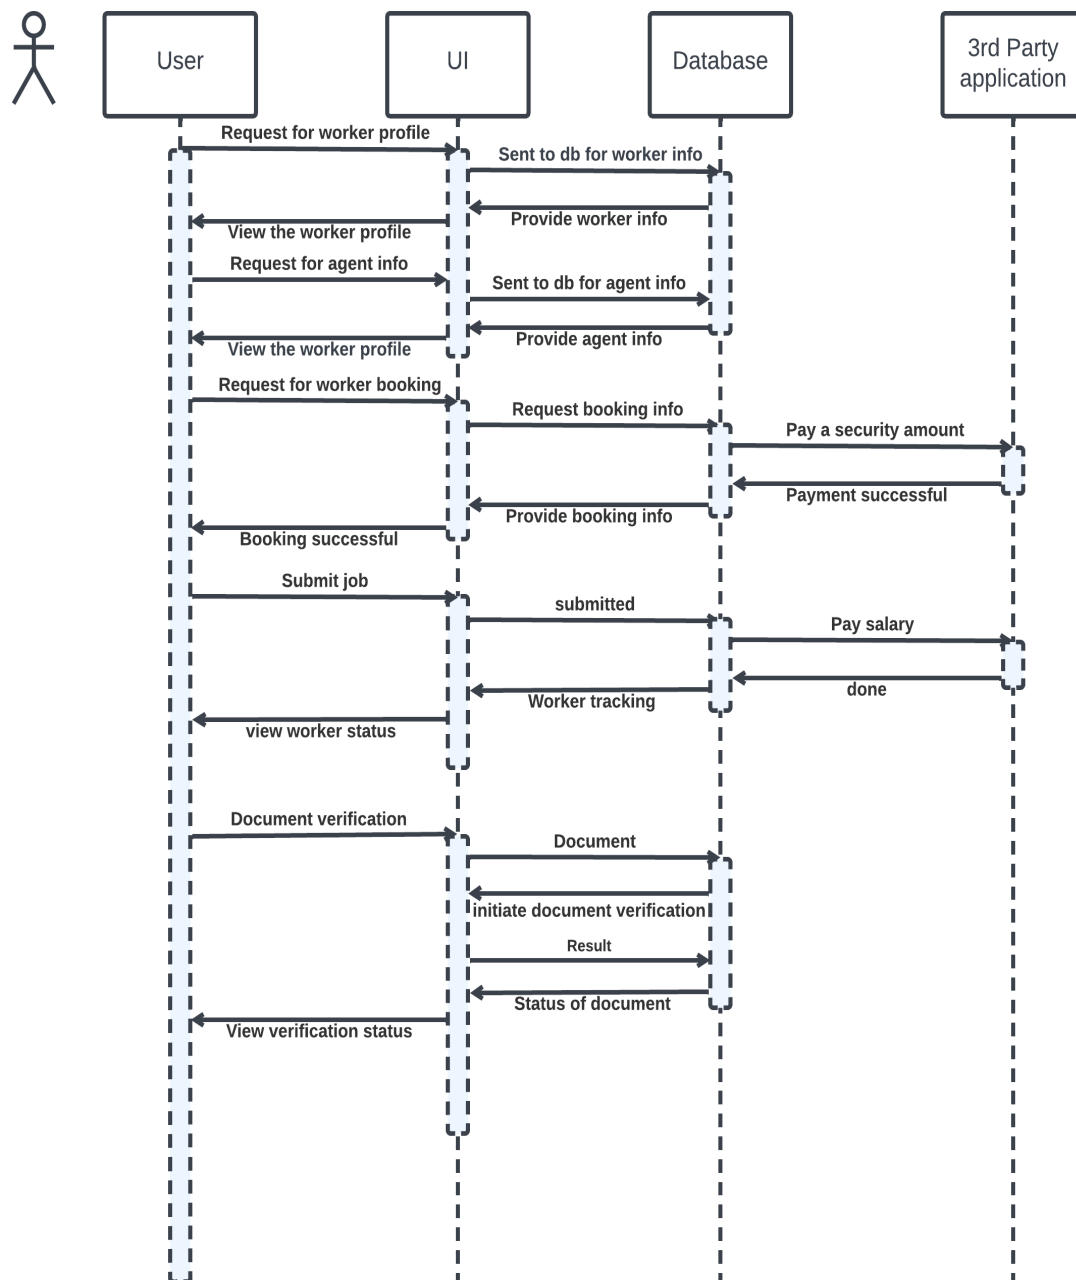 User
UI
Database
3rd Party
application
Request for worker profile
Sent to db for worker info
Provide worker info
View the worker profile
Request for agent info
Sent to db for agent info
Provide agent info
View the worker profile
Request for worker booking
Request booking info
Pay a security amount
Payment successful
Provide booking info
Booking successful
Submit job
submitted
Pay salary
done
Worker tracking
view worker status
Document verification
Document
initiate document verification
Result
Status of document
View verification status